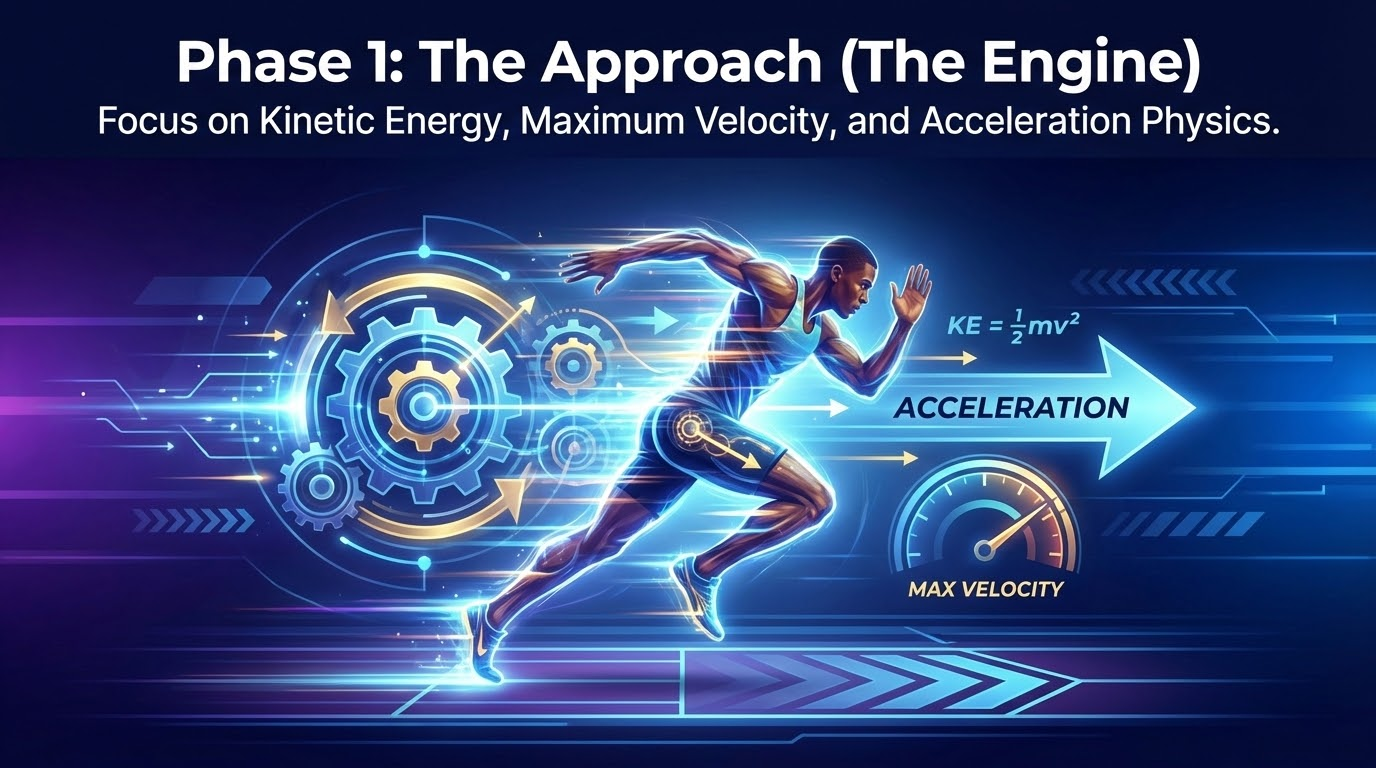 Phase 1: The Approach (The Engine)
Focus on Kinetic Energy, Maximum Velocity, and Acceleration Physics.
KE = ½mv²
ACCELERATION
MAX VELOCITY